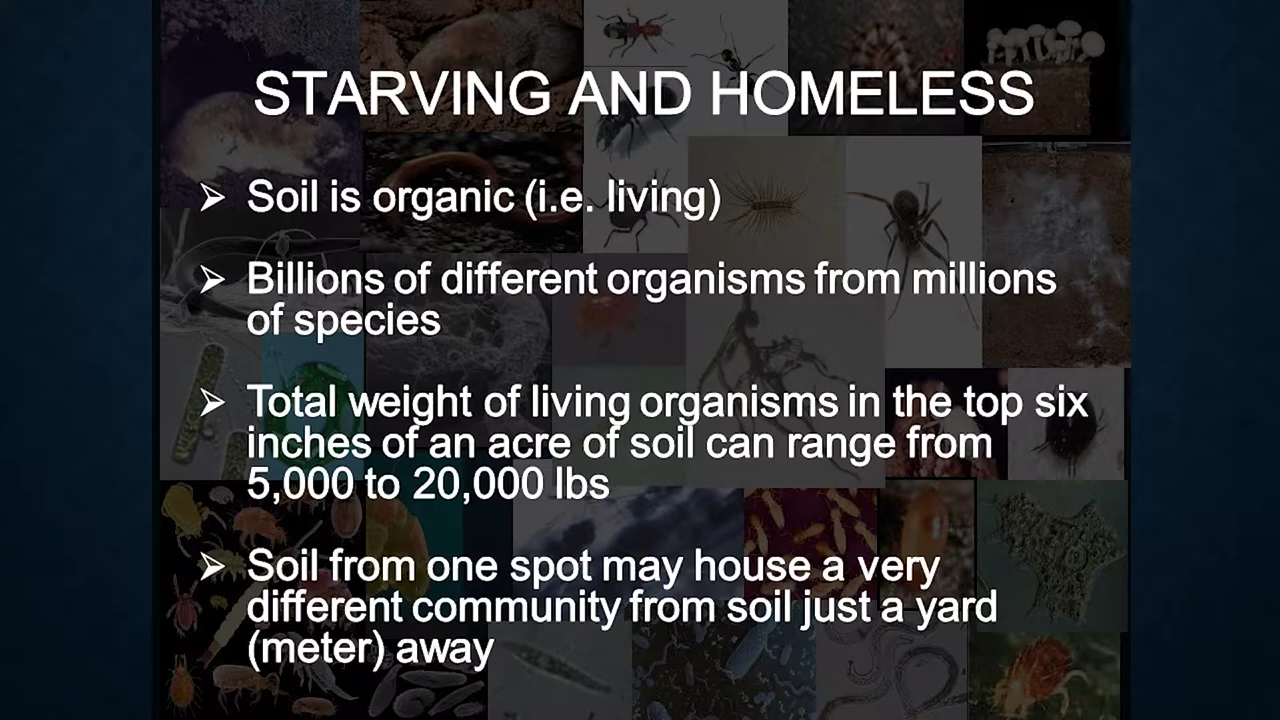 STARVING AND HOMELESS
➢ Soil is organic (i.e. living)
➢ Billions of different organisms from millions
of species
➢ Total weight of living organisms in the top six
inches of an acre of soil can range from
5,000 to 20,000 lbs
➢ Soil from one spot may house a very
different community from soil just a yard
(meter) away